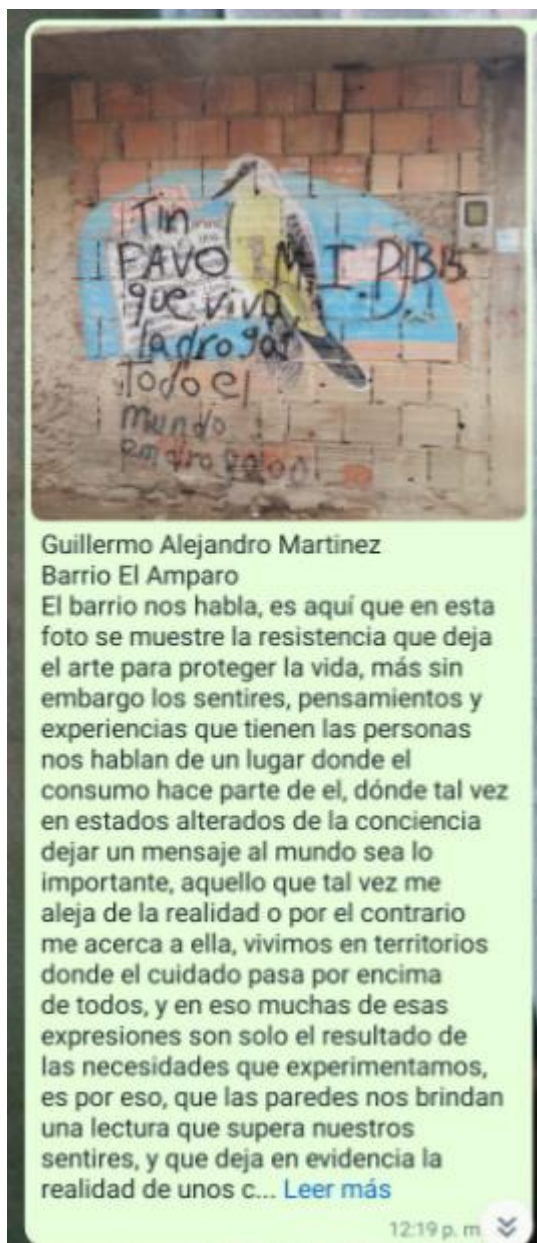 Tin
FAVO M.I.DJBB
que viva
la drogas
Todo el
mundo
emdrogado
Guillermo Alejandro Martinez
Barrio El Amparo
El barrio nos habla, es aquí que en esta
foto se muestre la resistencia que deja
el arte para proteger la vida, más sin
embargo los sentires, pensamientos y
experiencias que tienen las personas
nos hablan de un lugar donde el
consumo hace parte de el, dónde tal vez
en estados alterados de la conciencia
dejar un mensaje al mundo sea lo
importante, aquello que tal vez me
aleja de la realidad o por el contrario
me acerca a ella, vivimos en territorios
donde el cuidado pasa por encima
de todos, y en eso muchas de esas
expresiones son solo el resultado de
las necesidades que experimentamos,
es por eso, que las paredes nos brindan
una lectura que supera nuestros
sentires, y que deja en evidencia la
realidad de unos c... Leer más
12:19 p. m